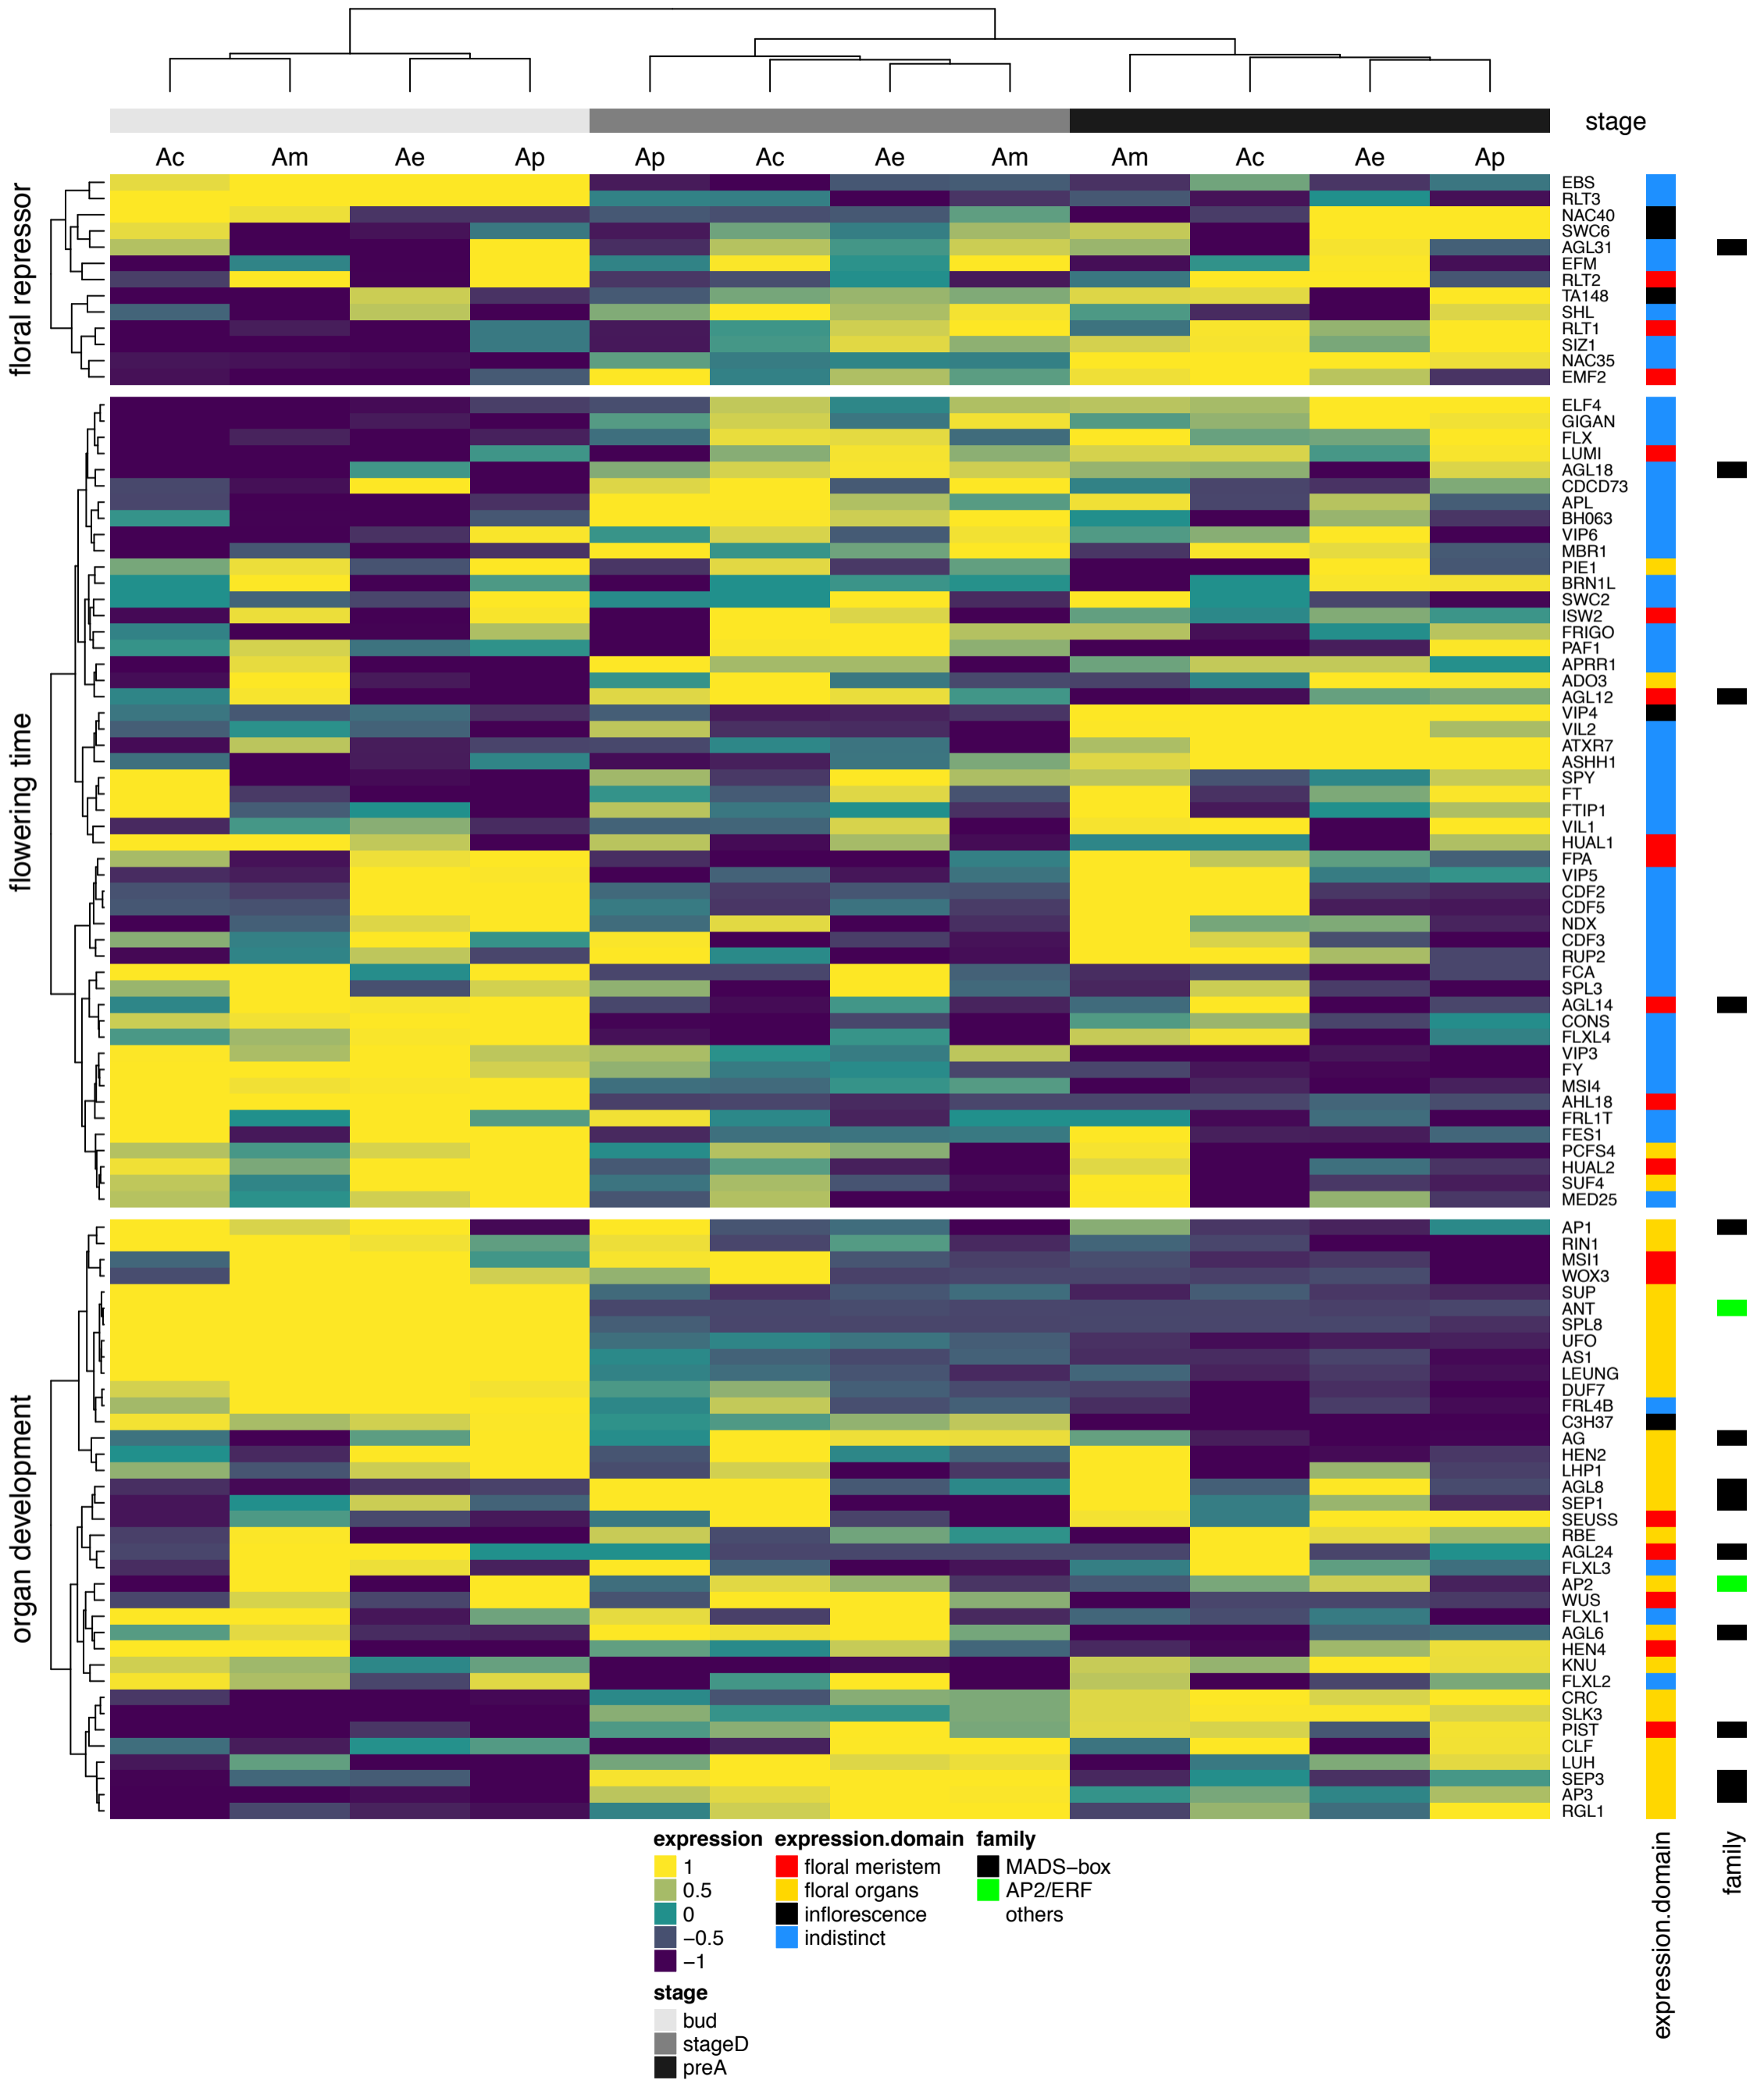 stage
Ac Am Ae Ap Ap Ac Ae Am Am Ac Ae Ap
floral repressor
EBS
RLT3
NAC40
SWC6
AGL31
EFM
RLT2
TA148
SHL
RLT1
SIZ1
NAC35
EMF2
flowering time
ELF4
GIGAN
FLX
LUMI
AGL18
CDCD73
APL
BH063
VIP6
MBR1
PIE1
BRN1L
SWC2
ISW2
FRIGO
PAF1
APRR1
ADO3
AGL12
VIP4
VIL2
ATXR7
ASHH1
SPY
FT
FTIP1
VIL1
HUAL1
FPA
VIP5
CDF2
CDF5
NDX
CDF3
RUP2
FCA
SPL3
AGL14
CONS
FLXL4
VIP3
FY
MSI4
AHL18
FRL1T
FES1
PCFS4
HUAL2
SUF4
MED25
organ development
AP1
RIN1
MSI1
WOX3
SUP
ANT
SPL8
UFO
AS1
LEUNG
DUF7
FRL4B
C3H37
AG
HEN2
LHP1
AGL8
SEP1
SEUSS
RBE
AGL24
FLXL3
AP2
WUS
FLXL1
AGL6
HEN4
KNU
FLXL2
CRC
SLK3
PIST
CLF
LUH
SEP3
AP3
RGL1
expression.domain
family
expression
1
0.5
0
−0.5
−1
expression.domain
floral meristem
floral organs
inflorescence
indistinct
family
MADS−box
AP2/ERF
others
stage
bud
stageD
preA